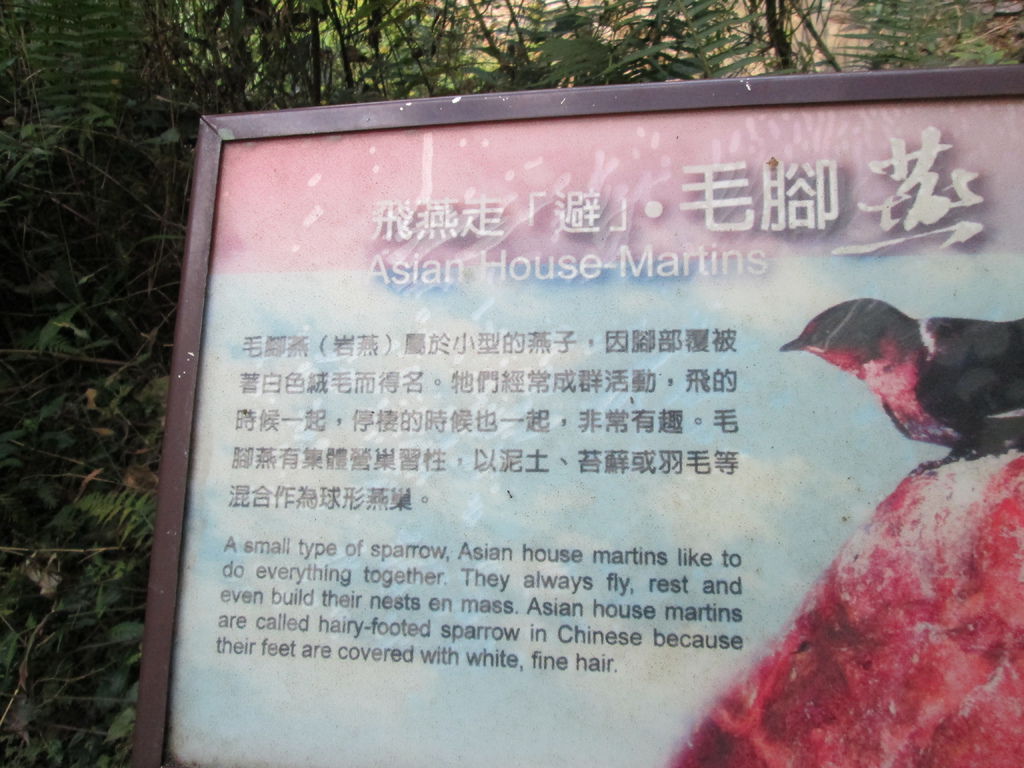 飛燕走「避」•毛腳燕
Asian House-Martins
毛腳燕（岩燕）屬於小型的燕子，因腳部覆被
著白色絨毛而得名。牠們經常成群活動，飛的
時候一起，停棲的時候也一起，非常有趣。毛
腳燕有集體營巢習性，以泥土、苔蘚或羽毛等
混合作為球形燕巢。
A small type of sparrow, Asian house martins like to
do everything together. They always fly, rest and
even build their nests en mass. Asian house martins
are called hairy-footed sparrow in Chinese because
their feet are covered with white, fine hair.